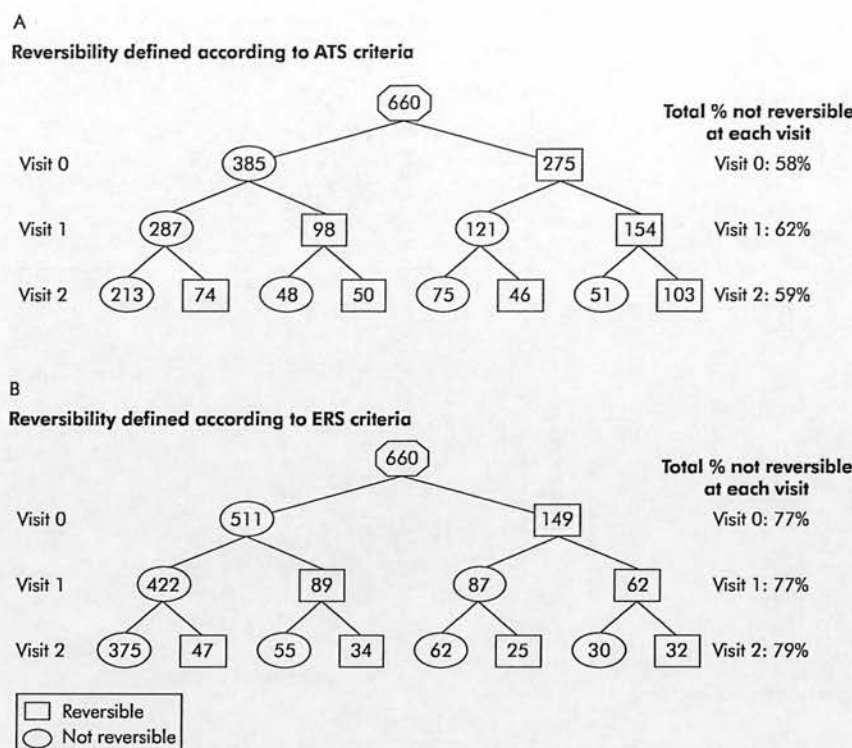 A
Reversibility defined according to ATS criteria
660
Total % not reversible
at each visit
Visit 0 385 275 Visit 0: 58%
Visit 1 287 98 121 154 Visit 1: 62%
Visit 2 213 74 48 50 75 46 51 103 Visit 2: 59%
B
Reversibility defined according to ERS criteria
660
Total % not reversible
at each visit
Visit 0 511 149 Visit 0: 77%
Visit 1 422 89 87 62 Visit 1: 77%
Visit 2 375 47 55 34 62 25 30 32 Visit 2: 79%
Reversible
Not reversible